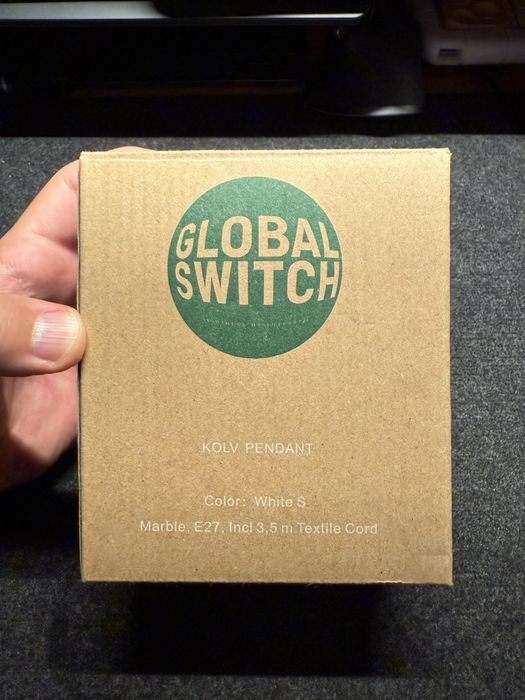 GLOBAL
SWITCH
KOLV PENDANT
Color: White S
Marble, E27, Incl 3,5 m Textile Cord